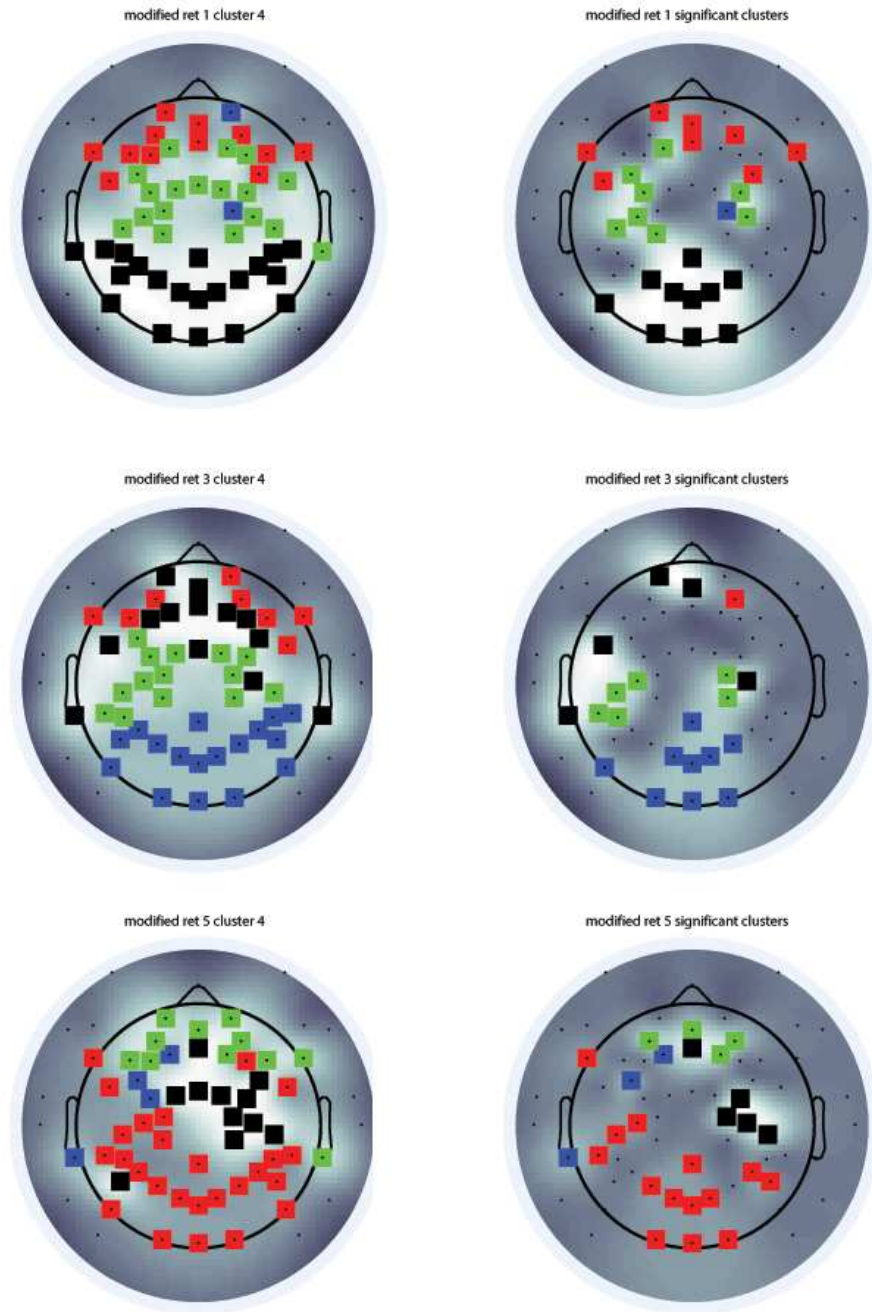 modified ret 1 cluster 4
modified ret 1 significant clusters
modified ret 3 cluster 4
modified ret 3 significant clusters
modified ret 5 cluster 4
modified ret 5 significant clusters